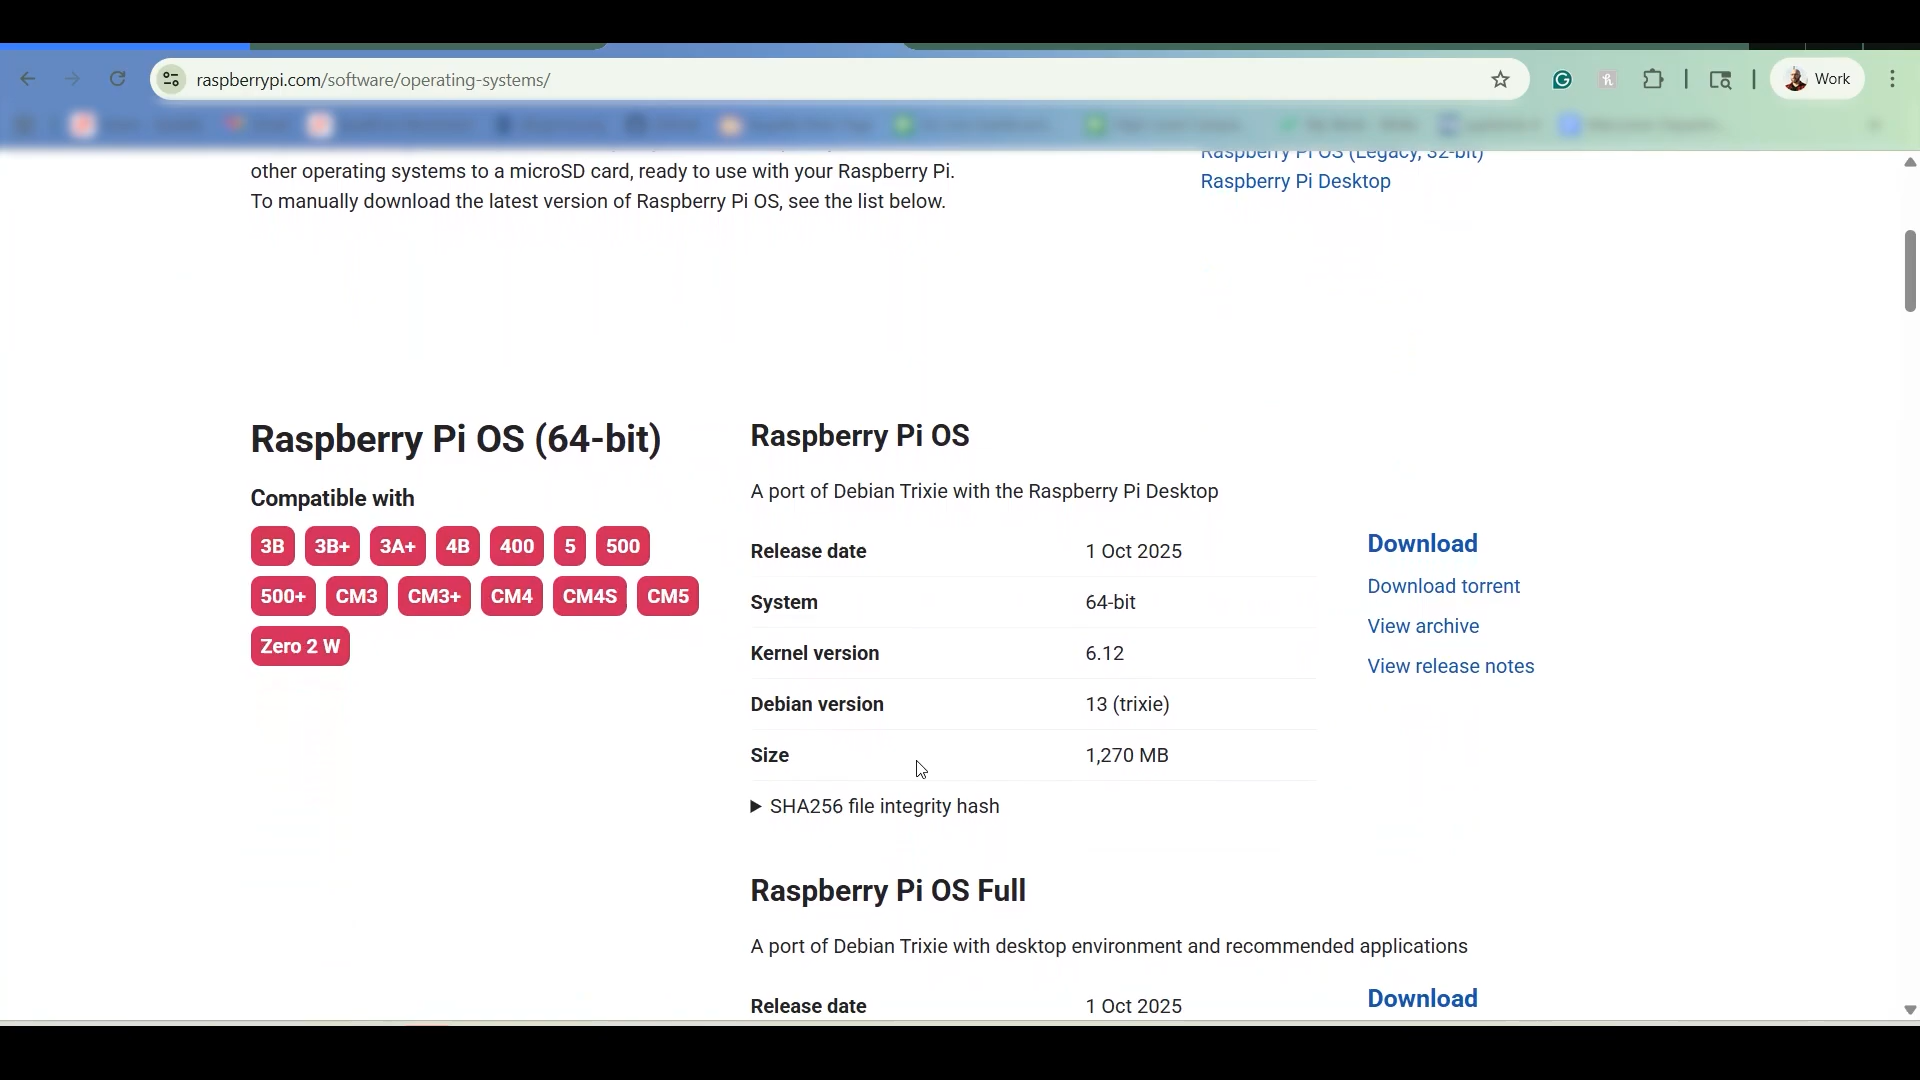 raspberrypi.com/software/operating-systems/
Work
other operating systems to a microSD card, ready to use with your Raspberry Pi.
To manually download the latest version of Raspberry Pi OS, see the list below.
Raspberry Pi OS (Legacy, 32-bit)
Raspberry Pi Desktop
Raspberry Pi OS (64-bit)
Compatible with
3B 3B+ 3A+ 4B 400 5 500
500+ CM3 CM3+ CM4 CM4S CM5
Zero 2 W
Raspberry Pi OS
A port of Debian Trixie with the Raspberry Pi Desktop
Release date 1 Oct 2025
System 64-bit
Kernel version 6.12
Debian version 13 (trixie)
Size 1,270 MB
SHA256 file integrity hash
Download
Download torrent
View archive
View release notes
Raspberry Pi OS Full
A port of Debian Trixie with desktop environment and recommended applications
Release date 1 Oct 2025
Download